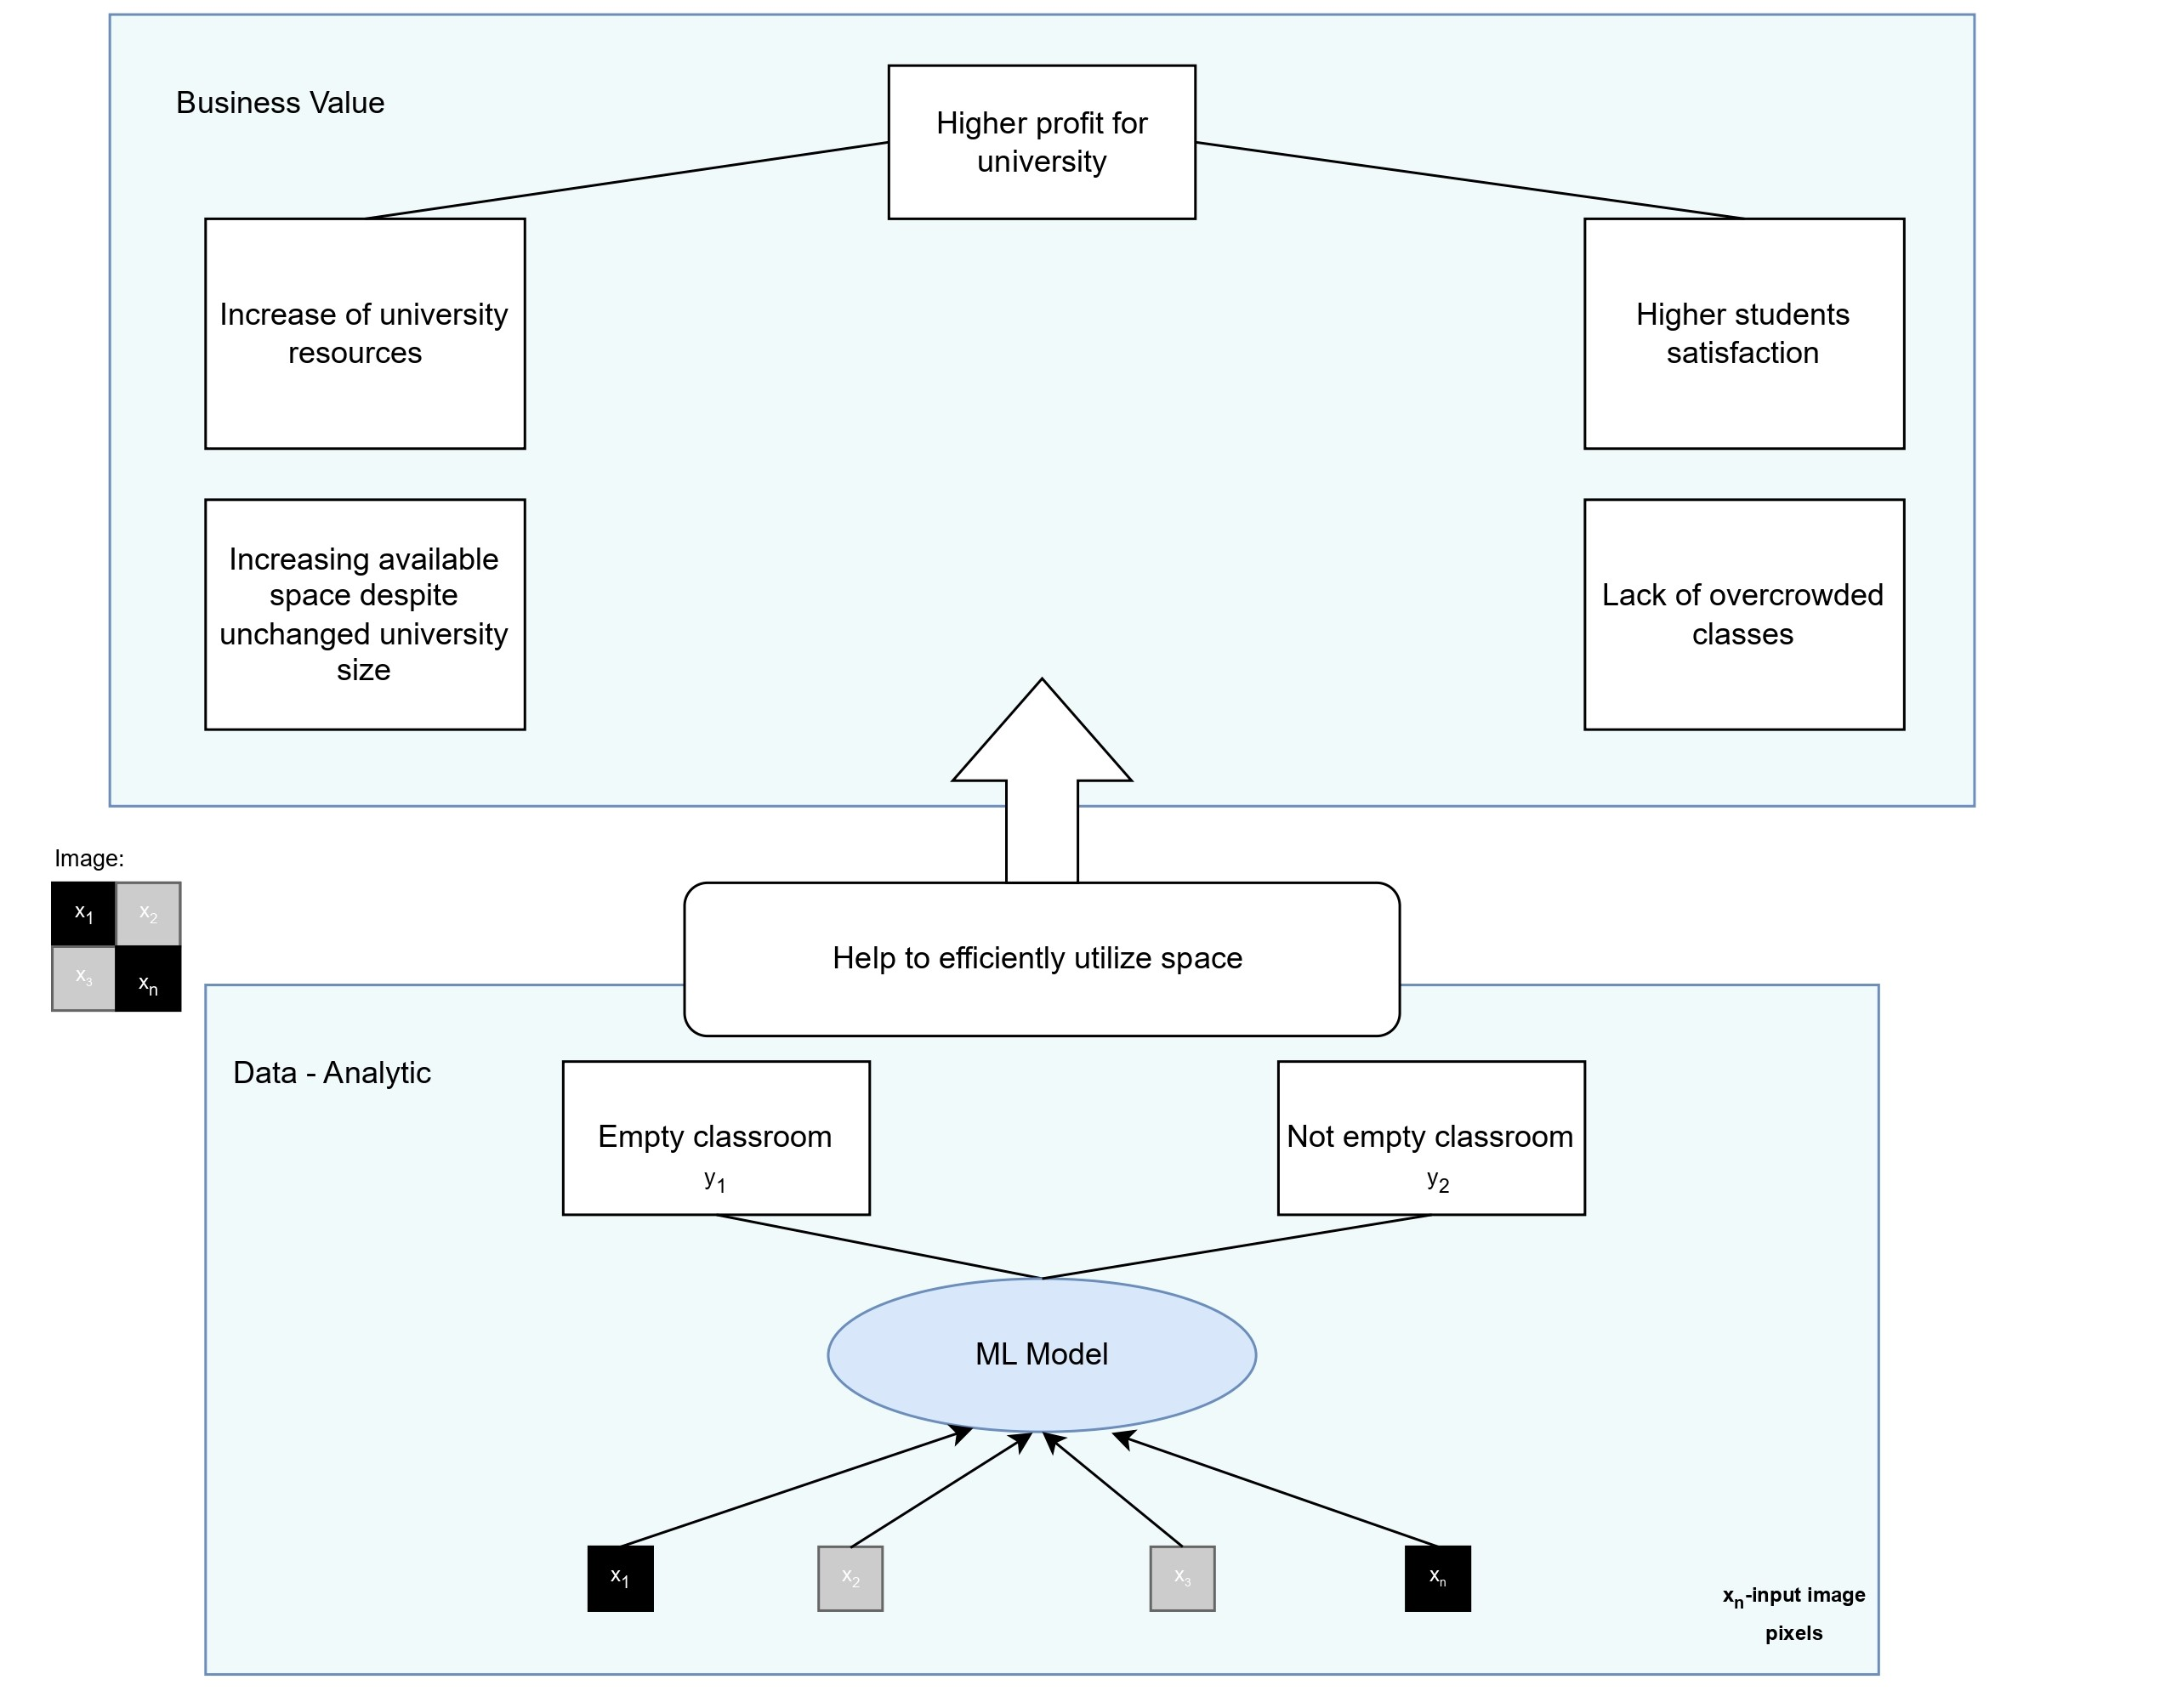 Business Value
Higher profit for
university
Increase of university
resources
Higher students
satisfaction
Increasing available
space despite
unchanged university
size
Lack of overcrowded
classes
Image:
x1 x2
x3 xn
Help to efficiently utilize space
Data - Analytic
Empty classroom
y1
Not empty classroom
y2
ML Model
x1 x2 x3 xn
xn-input image
pixels